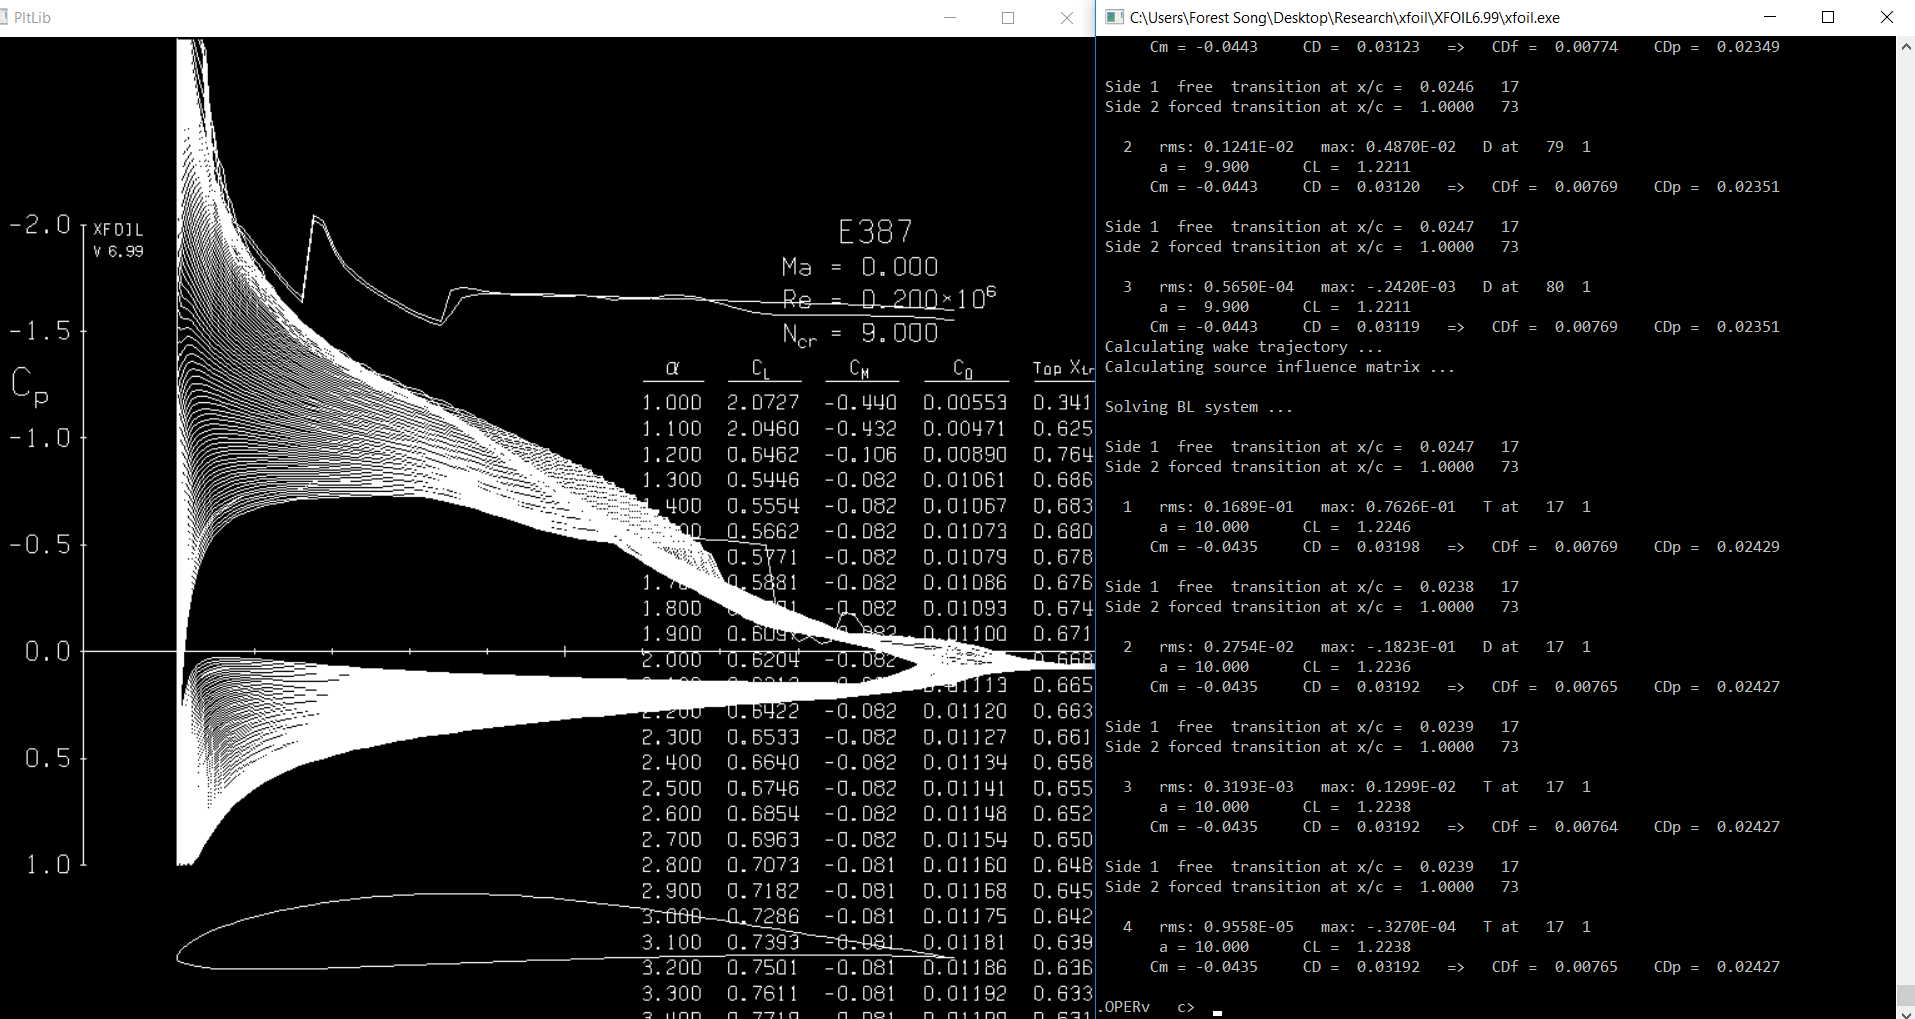 PltLib
-2.0
XFOIL
V 6.99
-1.5
Cp
-1.0
-0.5
0.0
0.5
1.0
E387
Ma = 0.000
Re = 0.200×10^6
Ncr = 9.000
α CL CM CD Top Xtr
1.000 2.0727 -0.440 0.00553 0.341
1.100 2.0460 -0.432 0.00471 0.625
1.200 0.6462 -0.106 0.00890 0.764
1.300 0.5446 -0.082 0.01061 0.686
.400 0.5554 -0.082 0.01067 0.683
0.5662 -0.082 0.01073 0.680
0.5771 -0.082 0.01079 0.678
0.5881 -0.082 0.01086 0.676
1.800 -0.082 0.01093 0.674
1.900 0.01100 0.671
2.000 0.6204 -0.082 0.668
0.665
2.200 0.6422 -0.082 0.01120 0.663
2.300 0.6533 -0.082 0.01127 0.661
2.400 0.6640 -0.082 0.01134 0.658
2.500 0.6746 -0.082 0.01141 0.655
2.600 0.6854 -0.082 0.01148 0.652
2.700 0.6963 -0.082 0.01154 0.650
2.800 0.7073 -0.081 0.01160 0.648
2.900 0.7182 -0.081 0.01168 0.645
3.000 0.7286 -0.081 0.01175 0.642
3.100 0.7393 -0.081 0.01181 0.639
3.200 0.7501 -0.081 0.01186 0.636
3.300 0.7611 -0.081 0.01192 0.633
C:\Users\Forest Song\Desktop\Research\xfoil\XFOIL6.99\xfoil.exe
Cm = -0.0443 CD = 0.03123 => CDf = 0.00774 CDp = 0.02349
Side 1 free transition at x/c = 0.0246 17
Side 2 forced transition at x/c = 1.0000 73
2 rms: 0.1241E-02 max: 0.4870E-02 D at 79 1
a = 9.900 CL = 1.2211
Cm = -0.0443 CD = 0.03120 => CDf = 0.00769 CDp = 0.02351
Side 1 free transition at x/c = 0.0247 17
Side 2 forced transition at x/c = 1.0000 73
3 rms: 0.5650E-04 max: -.2420E-03 D at 80 1
a = 9.900 CL = 1.2211
Cm = -0.0443 CD = 0.03119 => CDf = 0.00769 CDp = 0.02351
Calculating wake trajectory ...
Calculating source influence matrix ...
Solving BL system ...
Side 1 free transition at x/c = 0.0247 17
Side 2 forced transition at x/c = 1.0000 73
1 rms: 0.1689E-01 max: 0.7626E-01 T at 17 1
a = 10.000 CL = 1.2246
Cm = -0.0435 CD = 0.03198 => CDf = 0.00769 CDp = 0.02429
Side 1 free transition at x/c = 0.0238 17
Side 2 forced transition at x/c = 1.0000 73
2 rms: 0.2754E-02 max: -.1823E-01 D at 17 1
a = 10.000 CL = 1.2236
Cm = -0.0435 CD = 0.03192 => CDf = 0.00765 CDp = 0.02427
Side 1 free transition at x/c = 0.0239 17
Side 2 forced transition at x/c = 1.0000 73
3 rms: 0.3193E-03 max: 0.1299E-02 T at 17 1
a = 10.000 CL = 1.2238
Cm = -0.0435 CD = 0.03192 => CDf = 0.00764 CDp = 0.02427
Side 1 free transition at x/c = 0.0239 17
Side 2 forced transition at x/c = 1.0000 73
4 rms: 0.9558E-05 max: -.3270E-04 T at 17 1
a = 10.000 CL = 1.2238
Cm = -0.0435 CD = 0.03192 => CDf = 0.00765 CDp = 0.02427
.OPERv c>